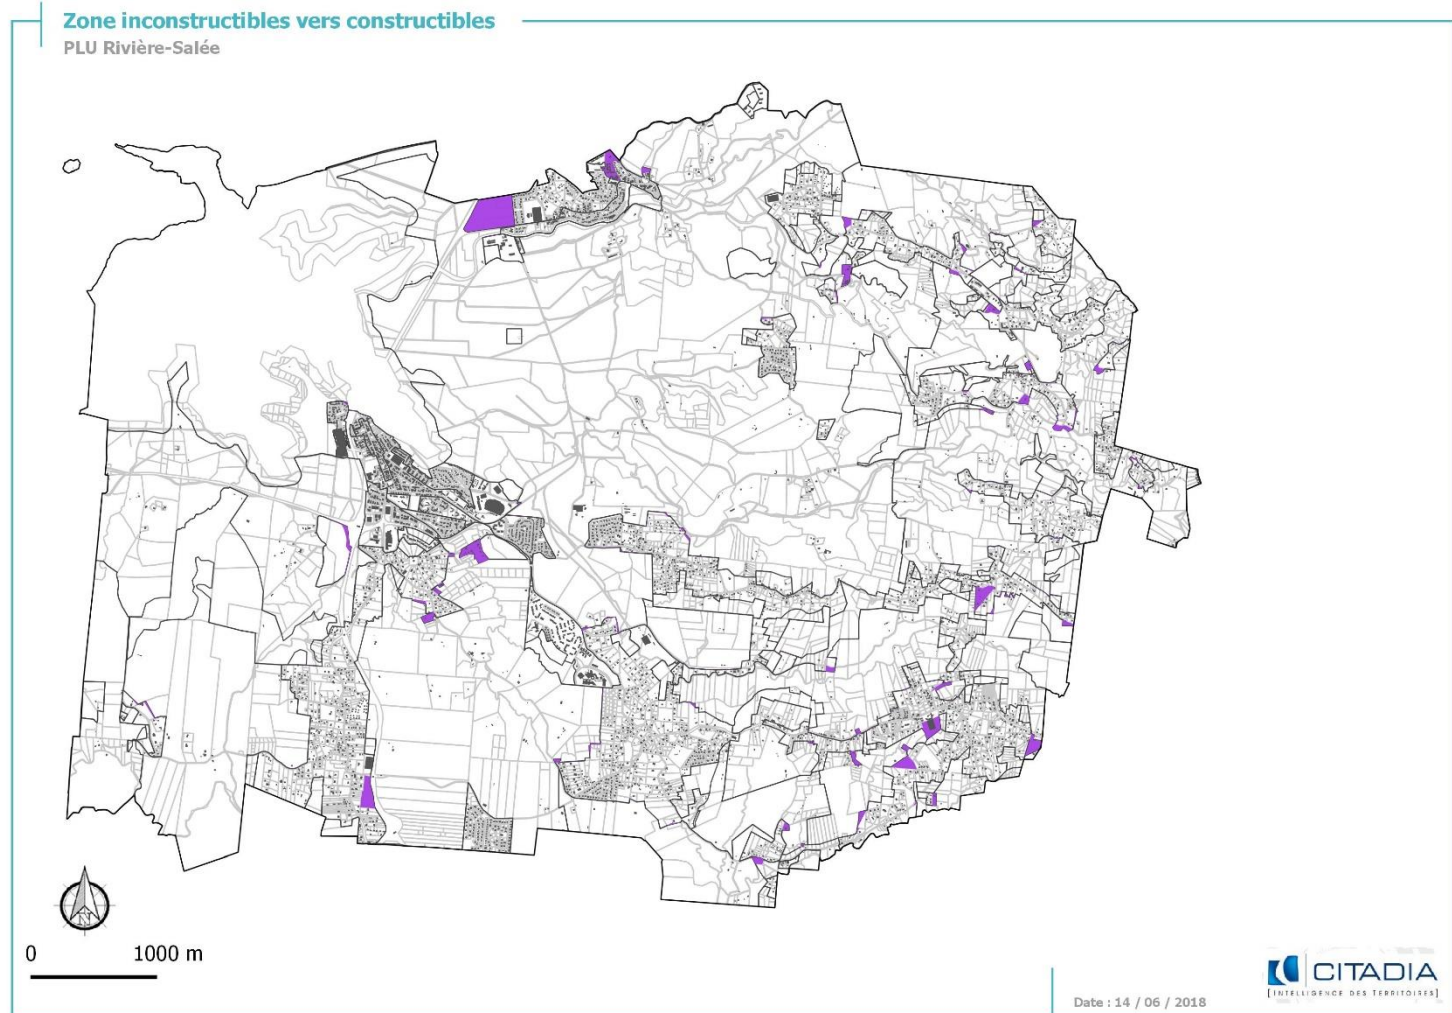 Zone inconstructibles vers constructibles
PLU Rivière-Salée
N
0 1000 m
Date : 14 / 06 / 2018
CITADIA
[INTELLIGENCE DES TERRITOIRES]